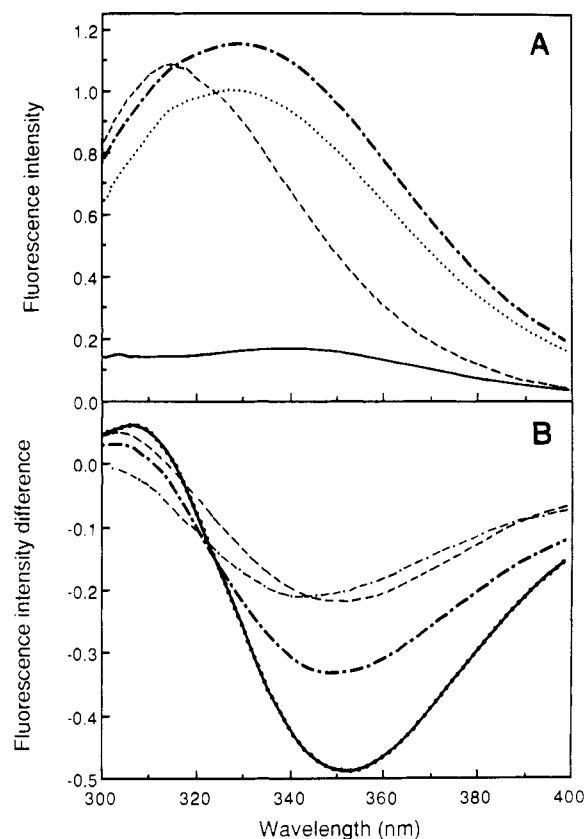 A
1.2
1.0
0.8
0.6
0.4
0.2
0.0
Fluorescence intensity
B
0.0
-0.1
-0.2
-0.3
-0.4
-0.5
Fluorescence intensity difference
300 320 340 360 380 400
Wavelength (nm)